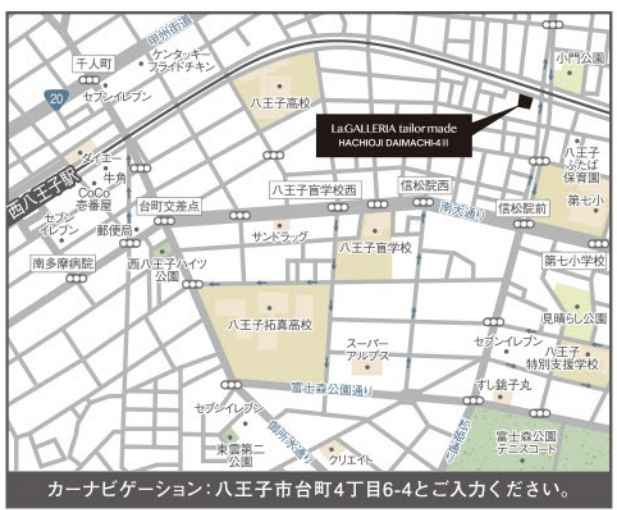 甲州街道
千人町
ケンタッキー
フライドチキン
小門公園
20
セブンイレブン
八王子高校
La.GALLERIA tailor made
HACHIOJI DAIMACHI-4Ⅲ
八王子
ふたば
保育園
ダイエー
牛角
西八王子駅
CoCo
壱番屋
八王子盲学校西
信松院西
第七小
台町交差点
南大通り
信松院前
セブン
イレブン
郵便局
サンドラッグ
八王子盲学校
南多摩病院
西八王子ハイツ
公園
第七小学校
見晴らし公園
八王子拓真高校
スーパー
アルプス
セブンイレブン
八王子
特別支援学校
富士森公園通り
すし銚子丸
セブンイレブン
御所水通り
松姫通り
東雲第二
公園
クリエイト
富士森公園
テニスコート
カーナビゲーション：八王子市台町4丁目6-4とご入力ください。